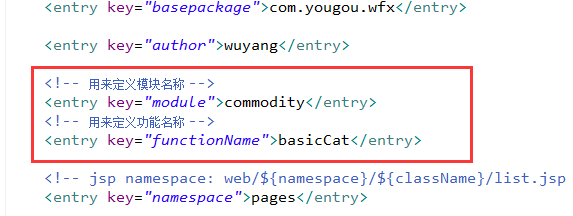 <entry key="basepackage">com.yougou.wfx</entry>
<entry key="author">wuyang</entry>
<!-- 用来定义模块名称 -->
<entry key="module">commodity</entry>
<!-- 用来定义功能名称 -->
<entry key="functionName">basicCat</entry>
<!-- jsp namespace: web/${namespace}/${className}/list.jsp
<entry key="namespace">pages</entry>